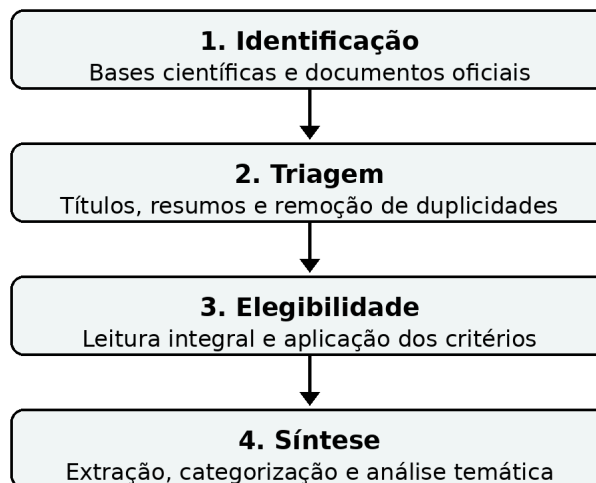 1. Identificação
Bases científicas e documentos oficiais
2. Triagem
Títulos, resumos e remoção de duplicidades
3. Elegibilidade
Leitura integral e aplicação dos critérios
4. Síntese
Extração, categorização e análise temática